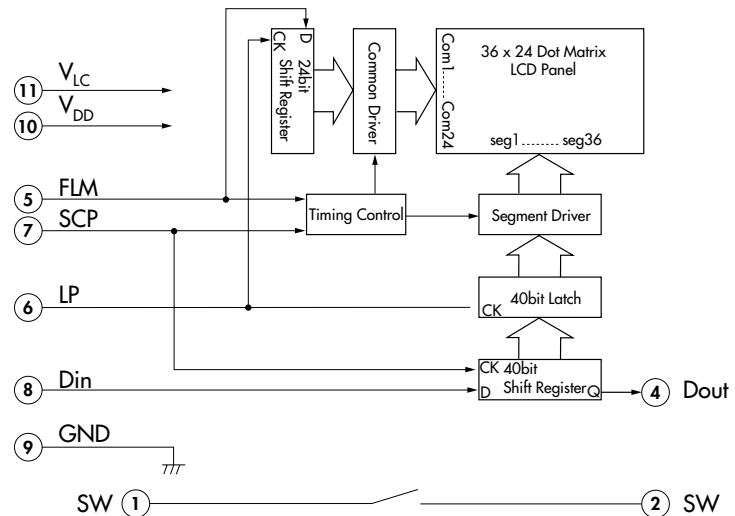 D
CK
24bit
Shift Register
Common Driver
Com1
Com24
36 x 24 Dot Matrix
LCD Panel
seg1 ........ seg36
11 VLC
10 VDD
5 FLM
7 SCP
Timing Control
Segment Driver
6 LP
CK 40bit Latch
8 Din
CK 40bit
D Shift Register Q
4 Dout
9 GND
SW 1
2 SW